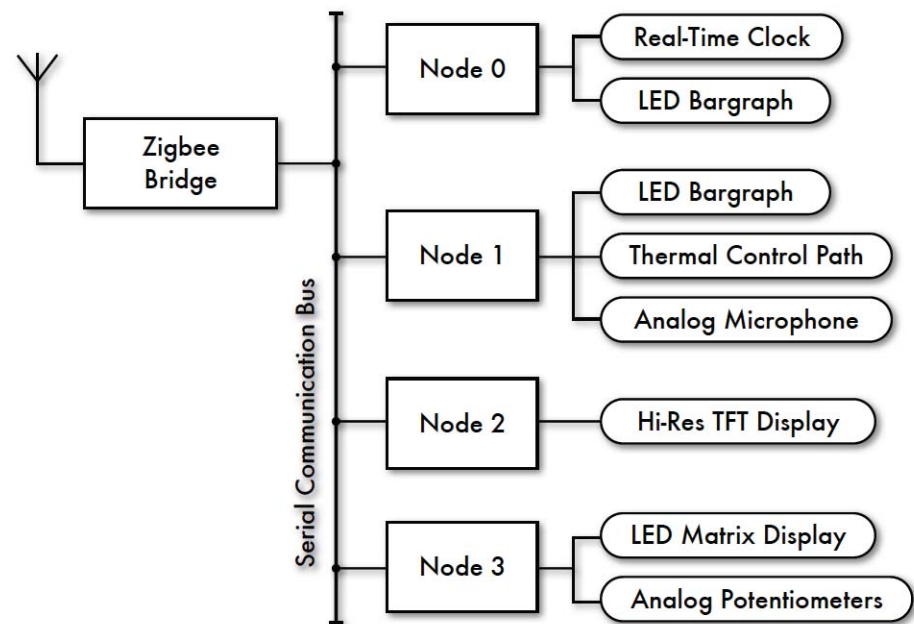 Zigbee
Bridge
Serial Communication Bus
Node 0
Real-Time Clock
LED Bargraph
Node 1
LED Bargraph
Thermal Control Path
Analog Microphone
Node 2
Hi-Res TFT Display
Node 3
LED Matrix Display
Analog Potentiometers